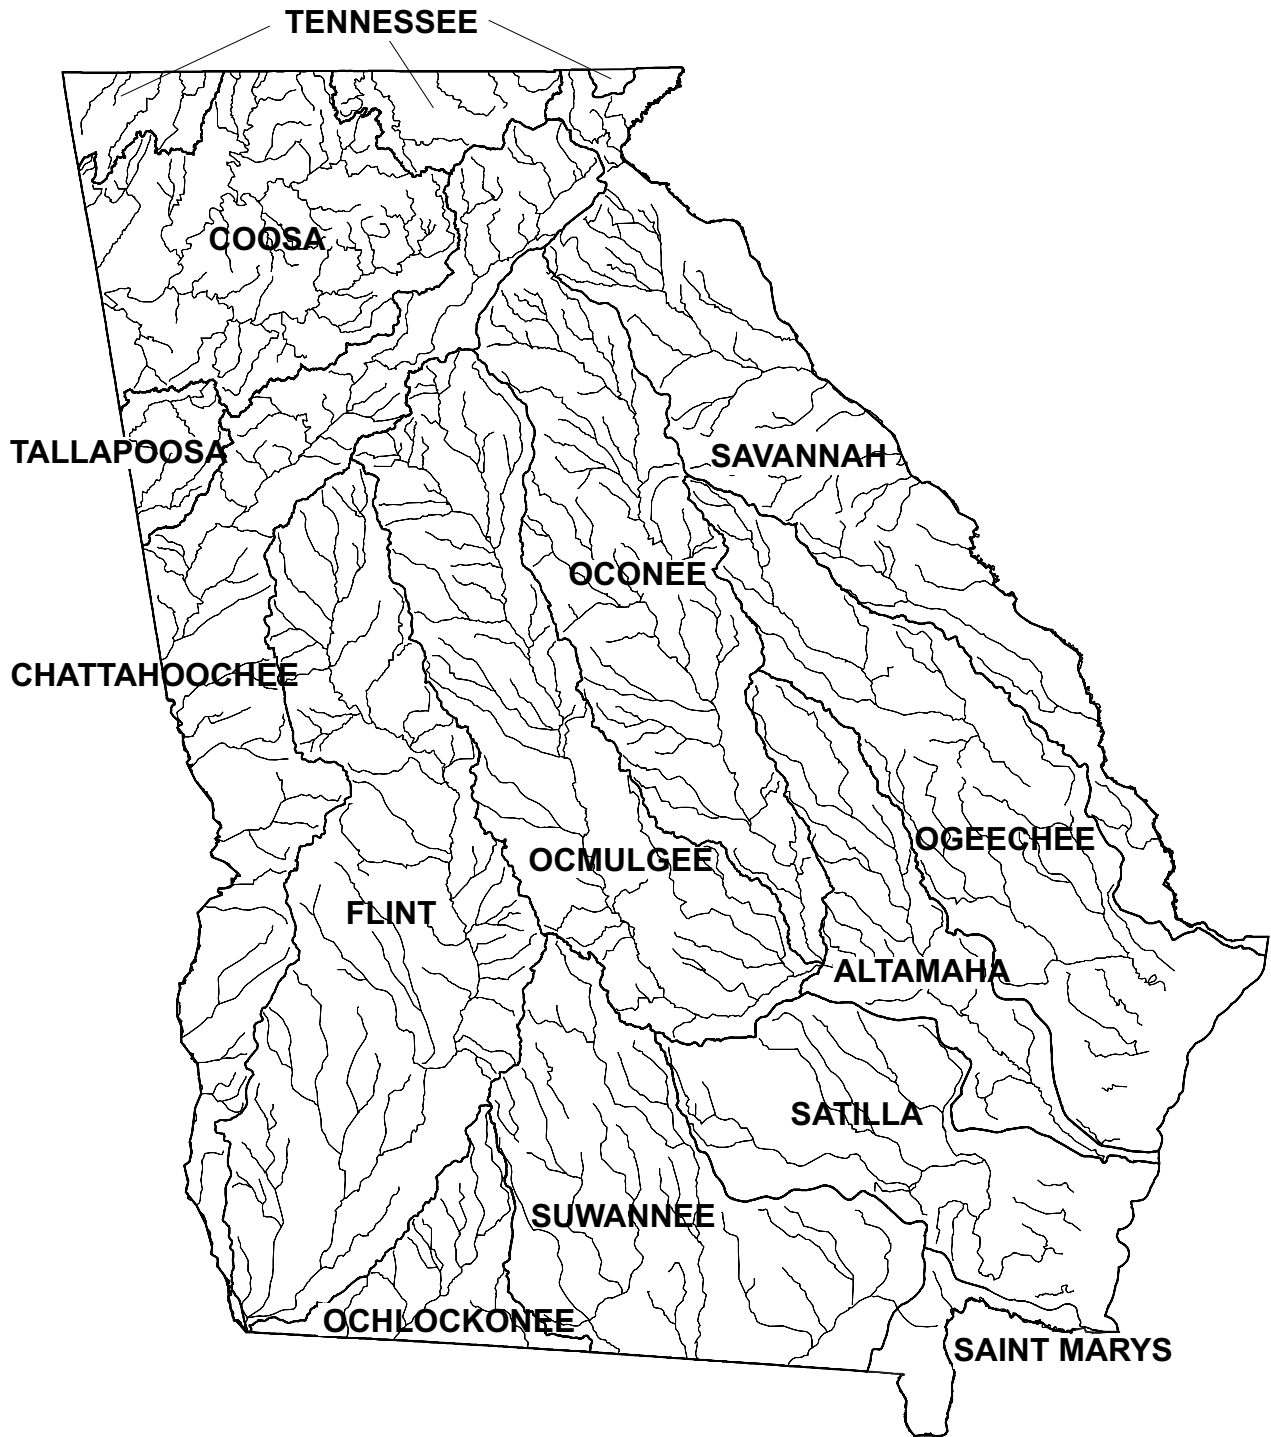 TENNESSEE
COOSA
TALLAPOOSA
SAVANNAH
OCONEE
CHATTAHOOCHEE
OGEECHEE
OCMULGEE
FLINT
ALTAMAHA
SATILLA
SUWANNEE
OCHLOCKONEE
SAINT MARYS